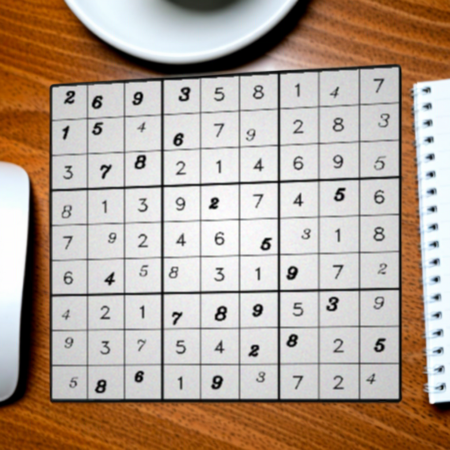 2 6 9 3 5 8 1 4 7
1 5 4 6 7 9 2 8 3
3 7 8 2 1 4 6 9 5
8 1 3 9 2 7 4 5 6
7 9 2 4 6 5 3 1 8
6 4 5 8 3 1 9 7 2
4 2 1 7 8 9 5 3 9
9 3 7 5 4 2 8 2 5
5 8 6 1 9 3 7 2 4